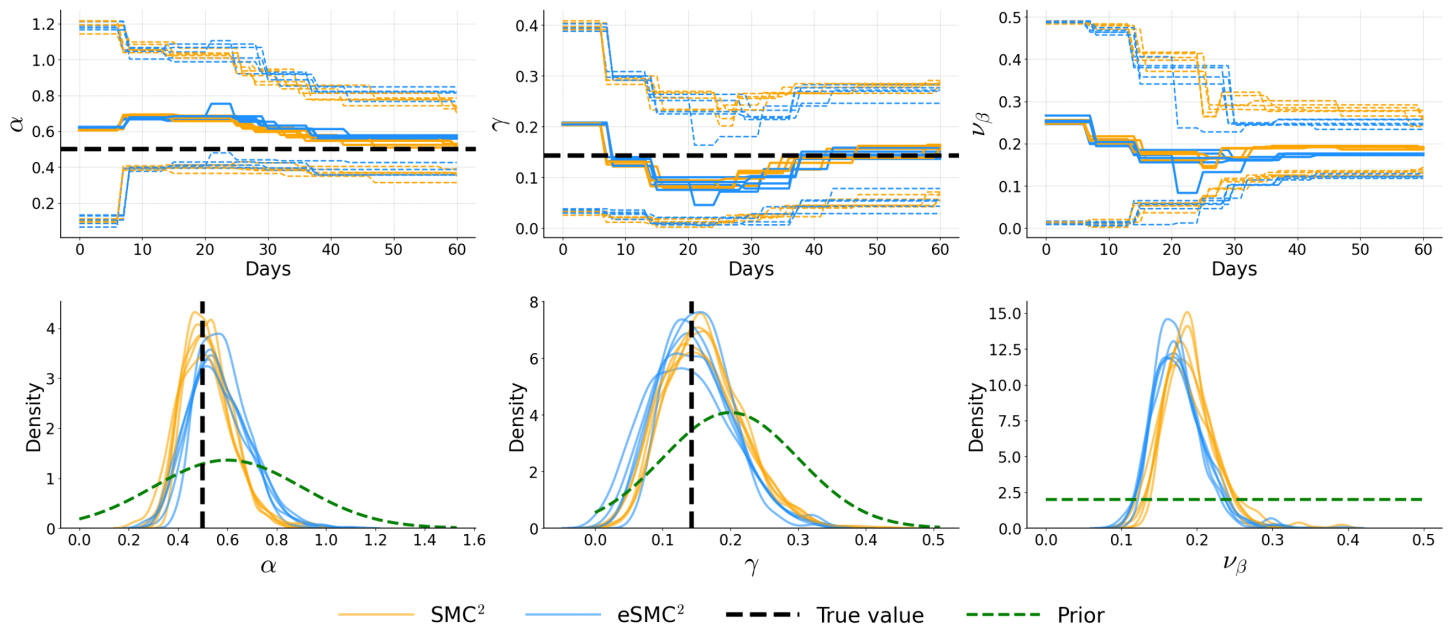 α
1.2
1.0
0.8
0.6
0.4
0.2
0 10 20 30 40 50 60
Days
γ
0.4
0.3
0.2
0.1
0.0
0 10 20 30 40 50 60
Days
ν_β
0.5
0.4
0.3
0.2
0.1
0.0
0 10 20 30 40 50 60
Days
Density
4
3
2
1
0
0.0 0.2 0.4 0.6 0.8 1.0 1.2 1.4 1.6
α
Density
8
6
4
2
0
0.0 0.1 0.2 0.3 0.4 0.5
γ
Density
15.0
12.5
10.0
7.5
5.0
2.5
0.0
0.0 0.1 0.2 0.3 0.4 0.5
ν_β
SMC² eSMC² True value Prior